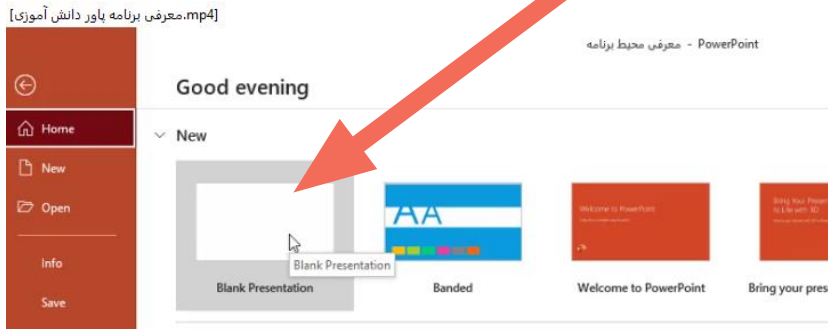 [معرفی برنامه پاور دانش آموزی.mp4]
معرفی محیط برنامه - PowerPoint
Good evening
Home
New
New
Open
Blank Presentation
Welcome to PowerPoint
Info
Blank Presentation
Banded
Welcome to PowerPoint
Bring your pres
Save